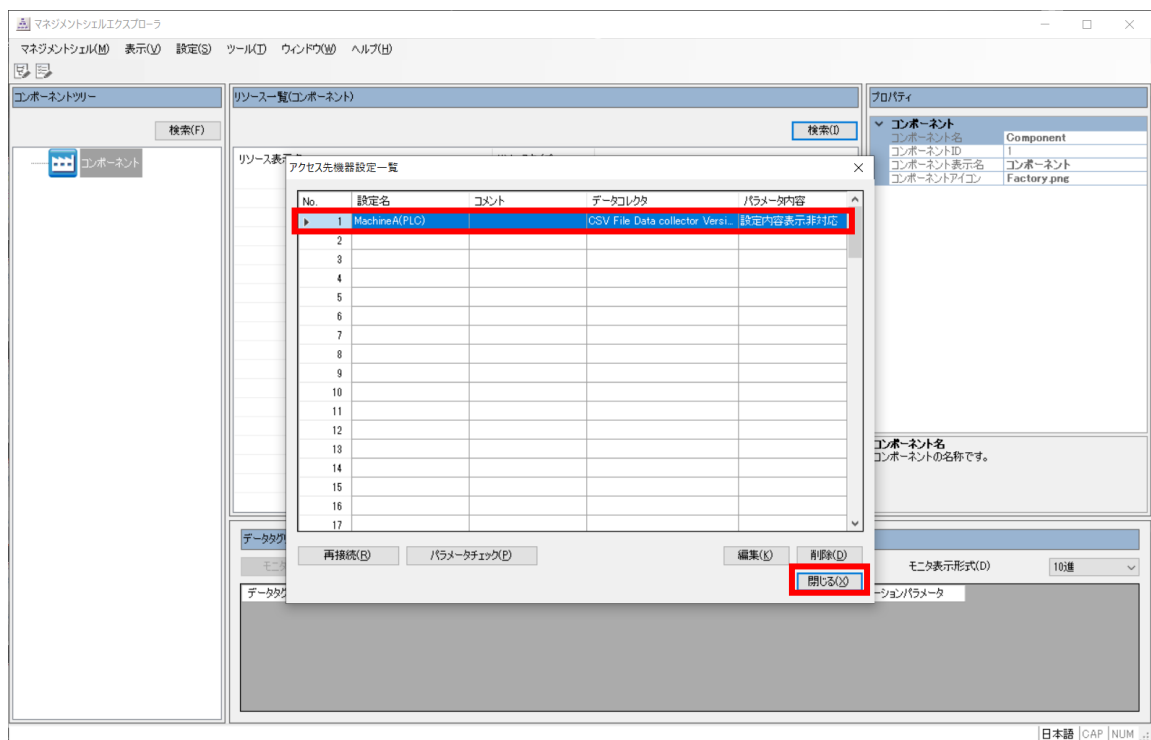 マネジメントシェルエクスプローラ
マネジメントシェル(M) 表示(V) 設定(S) ツール(T) ウィンドウ(W) ヘルプ(H)
コンポーネントツリー
検索(F)
コンポーネント
リソース一覧(コンポーネント)
検索(I)
リソース表示
プロパティ
コンポーネント
コンポーネント名 Component
コンポーネントID 1
コンポーネント表示名 コンポーネント
コンポーネントアイコン Factory.png
アクセス先機器設定一覧
No. 設定名 コメント データコレクタ パラメータ内容
1 MachineA(PLC) CSV File Data collector Versi... 設定内容表示非対応
2
3
4
5
6
7
8
9
10
11
12
13
14
15
16
17
再接続(R) パラメータチェック(P) 編集(K) 削除(D)
閉じる(X)
コンポーネント名
コンポーネントの名称です。
データタグ
モニタ
モニタ表示形式(D) 10進
データタグ
ーションパラメータ
日本語 CAP NUM